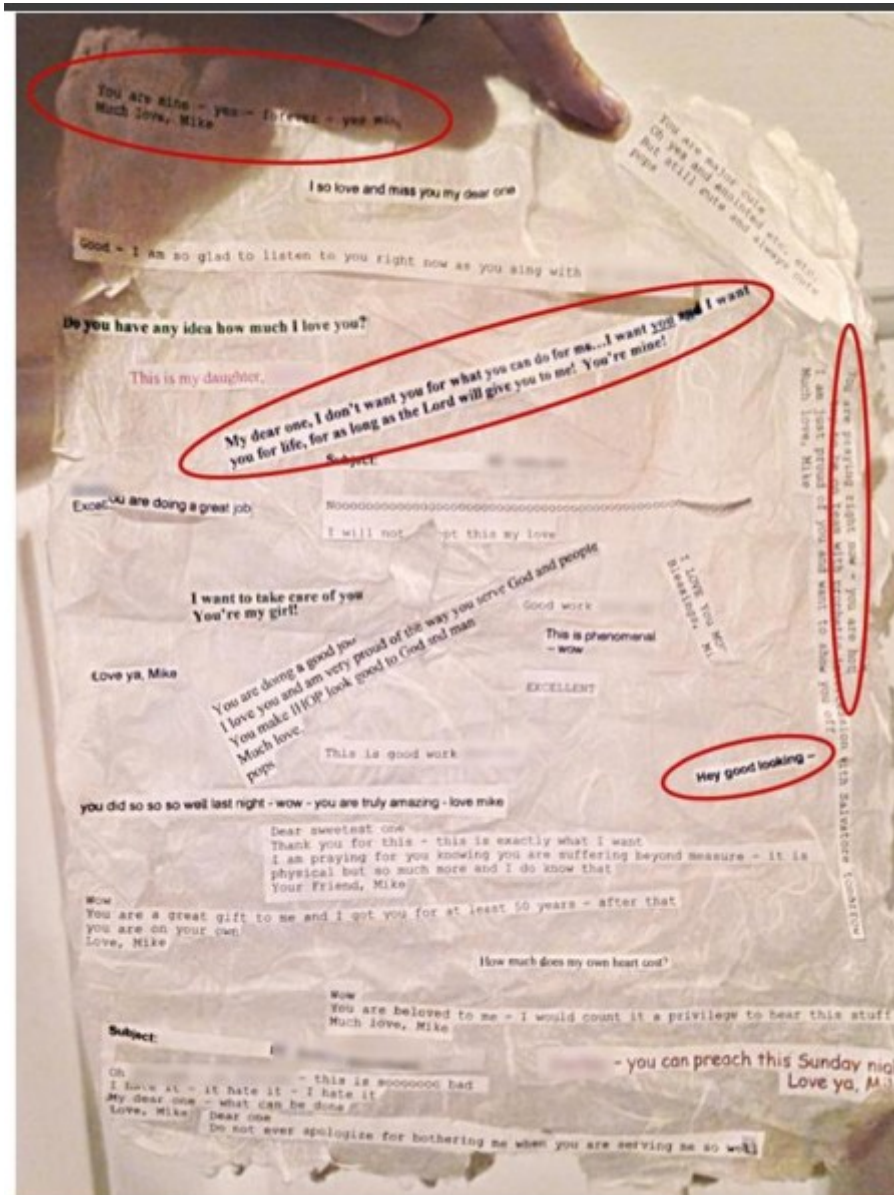 You are mine - yes - forever - yes min
Much love, Mike
You are major cute
Oh yea and anointed etc, etc,
But still cute and always cute
pops
I so love and miss you my dear one
Good - I am so glad to listen to you right now as you sing with
Do you have any idea how much I love you?
This is my daughter,
My dear one, I don't want you for what you can do for me...I want you and I want
you for life, for as long as the Lord will give you to me! You're mine!
You are praying right now - you are hot
on team with session with Salvatore tomorrow
I am just proud of you and want to show you off
Much love, Mike
Subject:
Excel ou are doing a great job
Nooooooooooooooooooooooooooooooooooooooooooooooooo
I will not pt this my love
I LOVE You MO
Blessings, Mi
I want to take care of you
You're my girl!
Good work
This is phenomenal
- wow
You are doing a good jo
I love you and am very proud of the way you serve God and people
You make IHOP look good to God and man
Much love,
pops
Love ya, Mike
EXCELLENT
This is good work
Hey good looking -
you did so so so well last night - wow - you are truly amazing - love mike
Dear sweetest one
Thank you for this - this is exactly what I want
I am praying for you knowing you are suffering beyond measure - it is
physical but so much more and I do know that
Your Friend, Mike
Wow
You are a great gift to me and I got you for at least 50 years - after that
you are on your own
Love, Mike
How much does my own heart cost?
Wow
You are beloved to me - I would count it a privilege to hear this stuff
Much love, Mike
Subject:
- you can preach this Sunday nig
Love ya, Mi
Oh - this is soooooo bad
I hate it - it hate it - I hate it
My dear one - what can be done
Love, Mike
Dear one
Do not ever apologize for bothering me when you are serving me so well